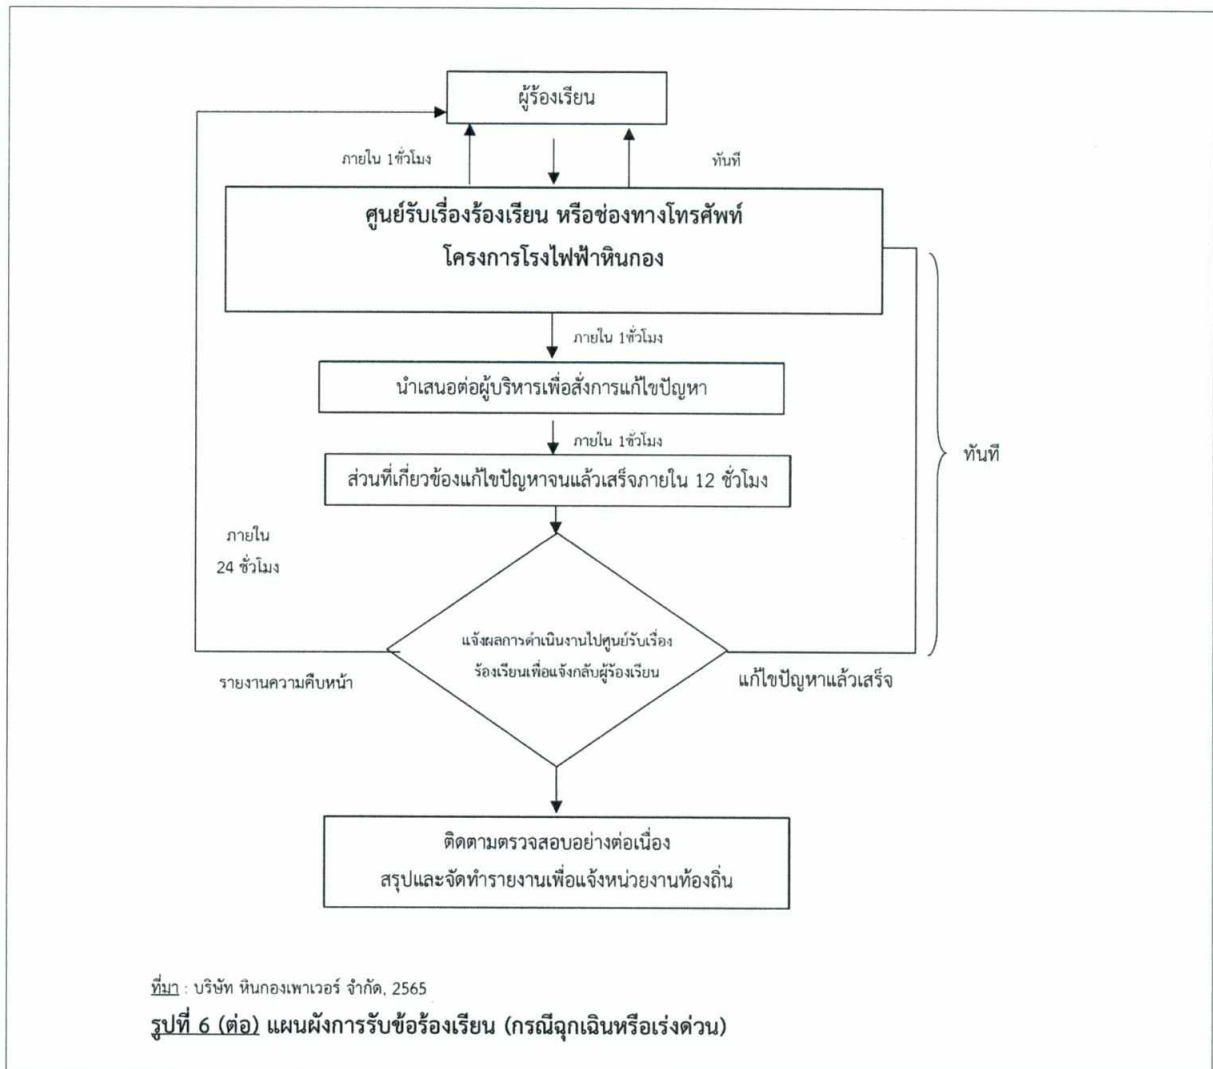 ผู้ร้องเรียน
ภายใน 1ชั่วโมง
ทันที
ศูนย์รับเรื่องร้องเรียน หรือช่องทางโทรศัพท์
โครงการโรงไฟฟ้าหินกอง
ภายใน 1ชั่วโมง
นำเสนอต่อผู้บริหารเพื่อสั่งการแก้ไขปัญหา
ภายใน 1ชั่วโมง
ทันที
ส่วนที่เกี่ยวข้องแก้ไขปัญหาจนแล้วเสร็จภายใน 12 ชั่วโมง
ภายใน
24 ชั่วโมง
แจ้งผลการดำเนินงานไปศูนย์รับเรื่อง
ร้องเรียนเพื่อแจ้งกลับผู้ร้องเรียน
รายงานความคืบหน้า
แก้ไขปัญหาแล้วเสร็จ
ติดตามตรวจสอบอย่างต่อเนื่อง
สรุปและจัดทำรายงานเพื่อแจ้งหน่วยงานท้องถิ่น
ที่มา : บริษัท หินกองเพาเวอร์ จำกัด, 2565
รูปที่ 6 (ต่อ) แผนผังการรับข้อร้องเรียน (กรณีฉุกเฉินหรือเร่งด่วน)